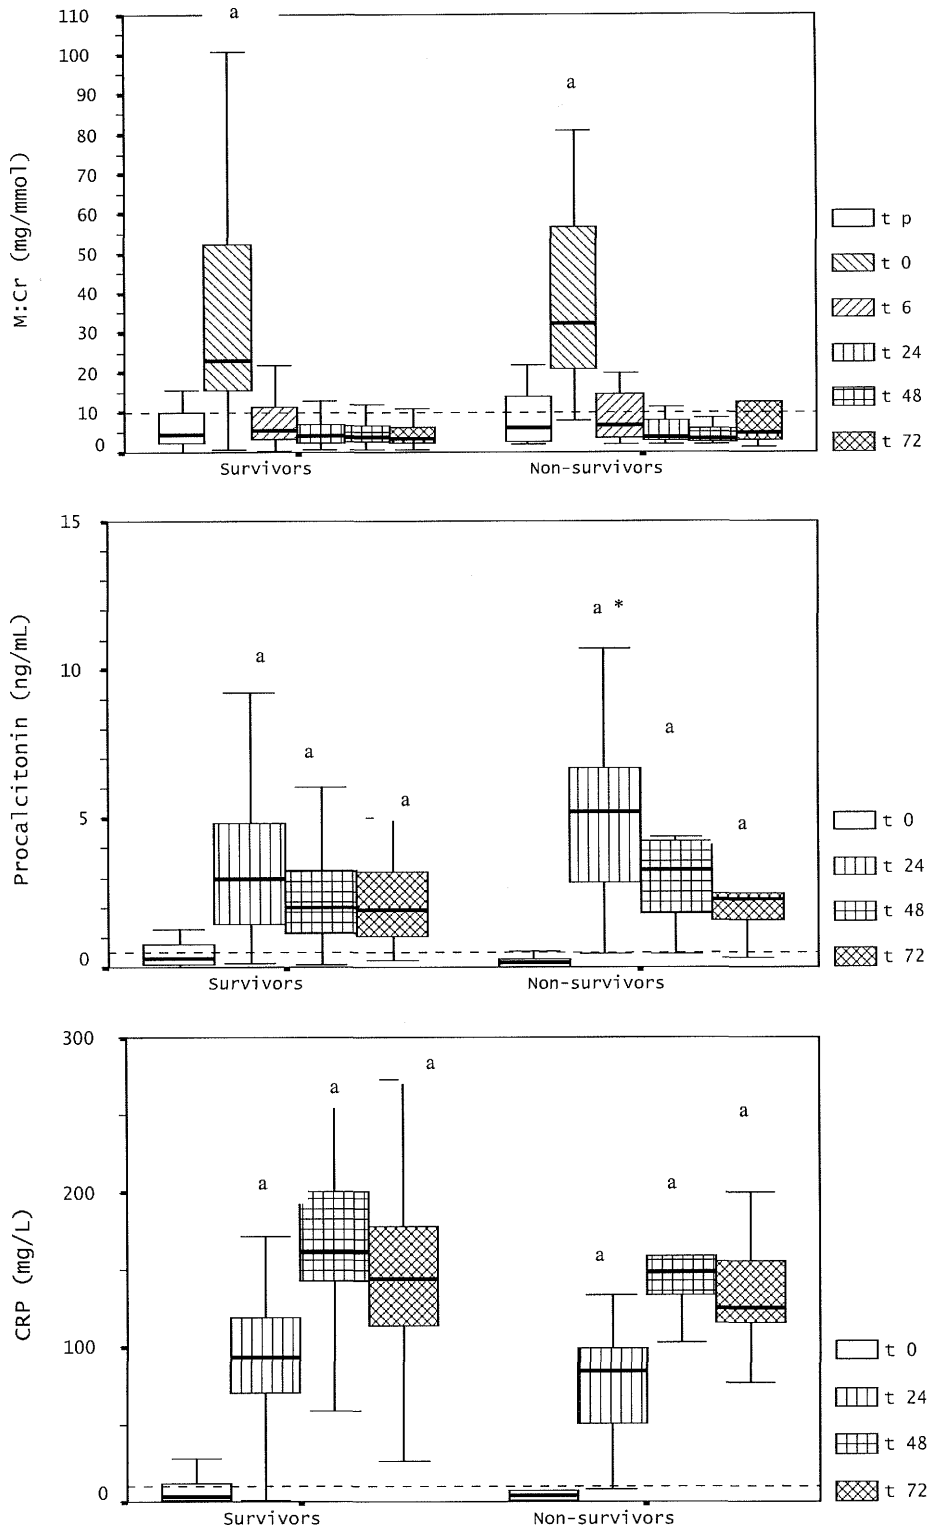 M:Cr (mg/mmol)
110
100
90
80
70
60
50
40
30
20
10
0
a
a
Survivors
Non-survivors
t p
t 0
t 6
t 24
t 48
t 72
Procalcitonin (ng/mL)
15
10
5
0
a
a
a
a *
a
a
Survivors
Non-survivors
t 0
t 24
t 48
t 72
CRP (mg/L)
300
200
100
0
a
a
a
a
a
a
Survivors
Non-survivors
t 0
t 24
t 48
t 72